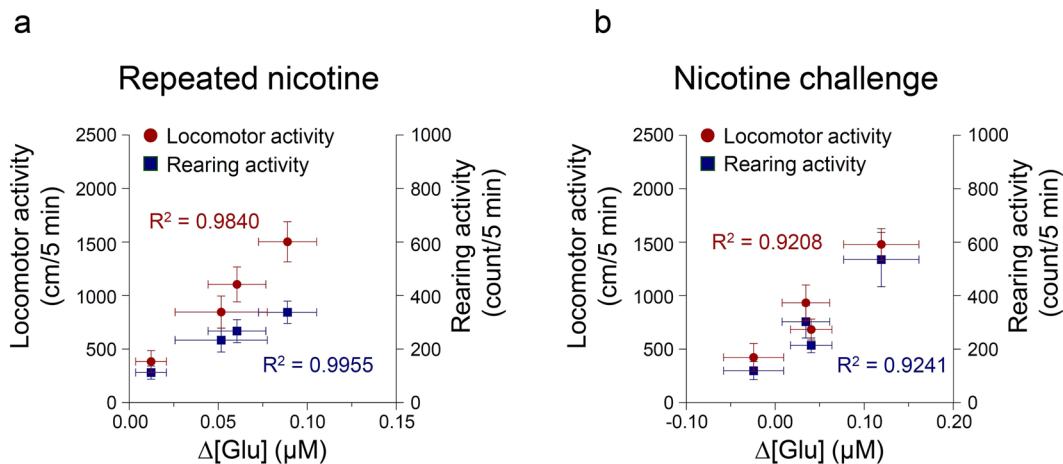 a
Repeated nicotine
Locomotor activity
(cm/5 min)
2500
2000
1500
1000
500
0
Locomotor activity
Rearing activity
R² = 0.9840
R² = 0.9955
1000
800
600
400
200
0
Rearing activity
(count/5 min)
0.00
0.05
0.10
0.15
Δ[Glu] (µM)
b
Nicotine challenge
Locomotor activity
(cm/5 min)
2500
2000
1500
1000
500
0
Locomotor activity
Rearing activity
R² = 0.9208
R² = 0.9241
1000
800
600
400
200
0
Rearing activity
(count/5 min)
-0.10
0.00
0.10
0.20
Δ[Glu] (µM)